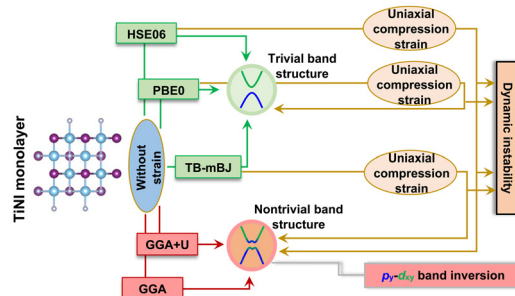 HSE06
Uniaxial
compression
strain
Trivial band
structure
PBE0
Uniaxial
compression
strain
TiNI monolayer
Without
strain
TB-mBJ
Uniaxial
compression
strain
Dynamic instability
Nontrivial band
structure
GGA+U
GGA
py-dxy band inversion